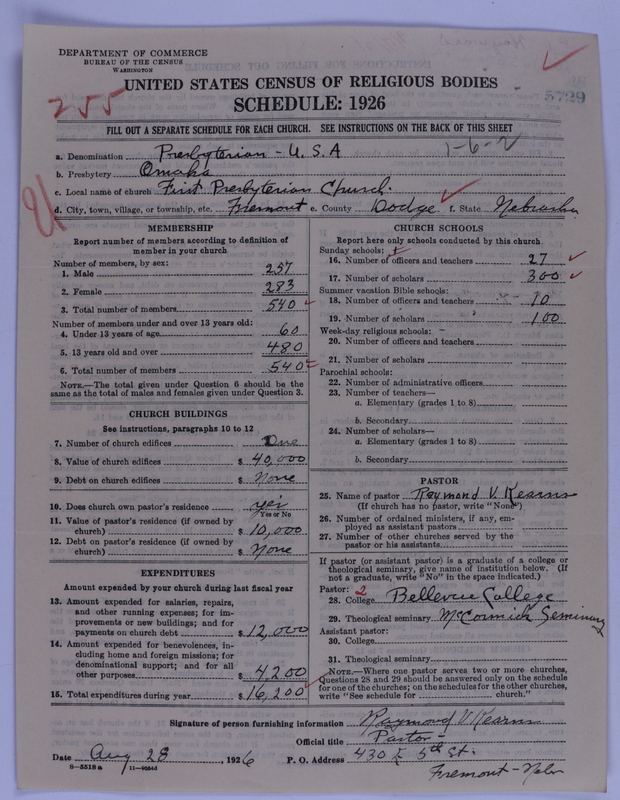 DEPARTMENT OF COMMERCE
BUREAU OF THE CENSUS
WASHINGTON
UNITED STATES CENSUS OF RELIGIOUS BODIES
SCHEDULE: 1926
255
5729
FILL OUT A SEPARATE SCHEDULE FOR EACH CHURCH. SEE INSTRUCTIONS ON THE BACK OF THIS SHEET
a. Denomination Presbyterian - U.S.A 1-6-2
b. Presbytery Omaha
c. Local name of church First Presbyterian Church.
d. City, town, village, or township, etc. Fremont e. County Dodge f. State Nebraska
MEMBERSHIP
Report number of members according to definition of
member in your church
Number of members, by sex:
1. Male 257
2. Female 283
3. Total number of members 540
Number of members under and over 13 years old:
4. Under 13 years of age 60
5. 13 years old and over 480
6. Total number of members 540
NOTE.—The total given under Question 6 should be
same as the total of males and females given under Question 3.
CHURCH BUILDINGS
See instructions, paragraphs 10 to 12
7. Number of church edifices One
8. Value of church edifices $ 40,000
9. Debt on church edifices $ None
10. Does church own pastor's residence yes
Yes or No
11. Value of pastor's residence (if owned by
church) $ 10,000
12. Debt on pastor's residence (if owned by
church) $ None
EXPENDITURES
Amount expended by your church during last fiscal year
13. Amount expended for salaries, repairs,
and other running expenses; for im-
provements or new buildings; and for
payments on church debt $ 12,000
14. Amount expended for benevolences, in-
cluding home and foreign missions; for
denominational support; and for all
other purposes $ 4,200
15. Total expenditures during year $ 16,200
CHURCH SCHOOLS
Report here only schools conducted by this church
Sunday schools: 1
16. Number of officers and teachers 27
17. Number of scholars 300
Summer vacation Bible schools:
18. Number of officers and teachers 10
19. Number of scholars 100
Week-day religious schools:
20. Number of officers and teachers
21. Number of scholars
Parochial schools:
22. Number of administrative officers
23. Number of teachers—
a. Elementary (grades 1 to 8)
b. Secondary
24. Number of scholars—
a. Elementary (grades 1 to 8)
b. Secondary
PASTOR
25. Name of pastor Raymond V. Kearns
(If church has no pastor, write "None")
26. Number of ordained ministers, if any, em-
ployed as assistant pastors
27. Number of other churches served by the
pastor or his assistants
If pastor (or assistant pastor) is a graduate of a college or
theological seminary, give name of institution below. (If
not a graduate, write "No" in the space indicated.)
Pastor: 2
28. College Bellevue College
29. Theological seminary McCormick Seminary
Assistant pastor:
30. College
31. Theological seminary
NOTE.—Where one pastor serves two or more churches,
Questions 28 and 29 should be answered only on the schedule
for one of the churches; on the schedules for the other churches,
write "See schedule for church."
Signature of person furnishing information Raymond V. Kearns
Official title Pastor -
Date Aug 28 1926 P. O. Address 430 E 5th St.
Fremont - Nebr
8-5518 a